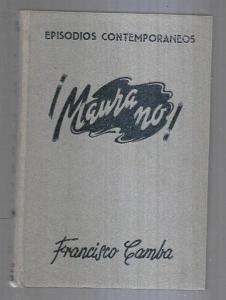 EPISODIOS CONTEMPORANEOS
¡Maura
no!
Francisco Camba